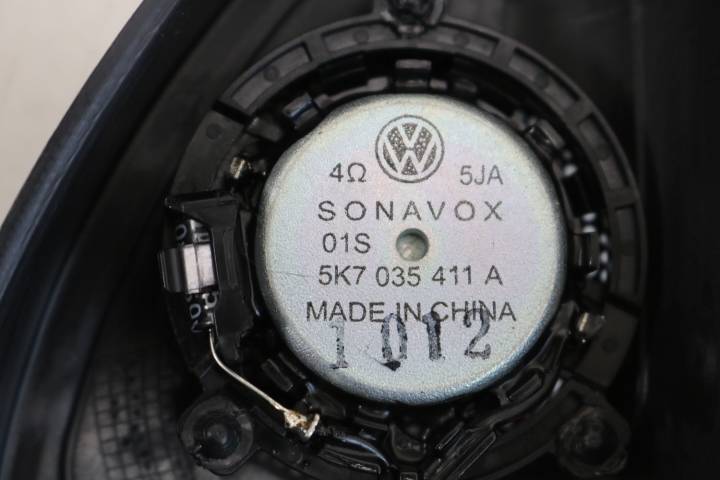 4Ω 5JA
SONAVOX
01S
5K7 035 411 A
MADE IN CHINA
1012